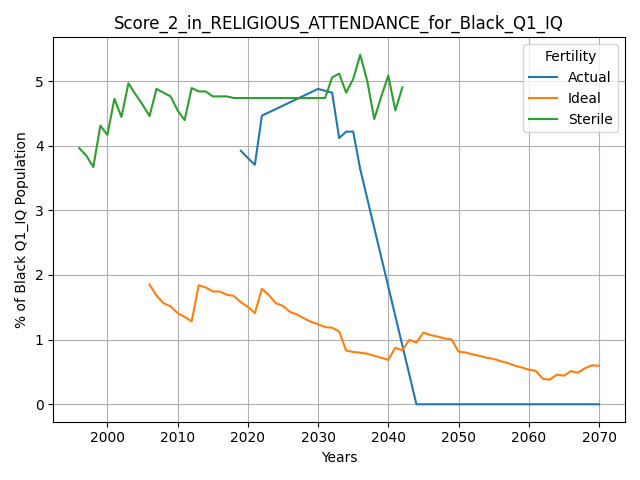 Score_2_in_RELIGIOUS_ATTENDANCE_for_Black_Q1_IQ
Fertility
Actual
Ideal
Sterile
% of Black Q1_IQ Population
5
4
3
2
1
0
2000 2010 2020 2030 2040 2050 2060 2070
Years